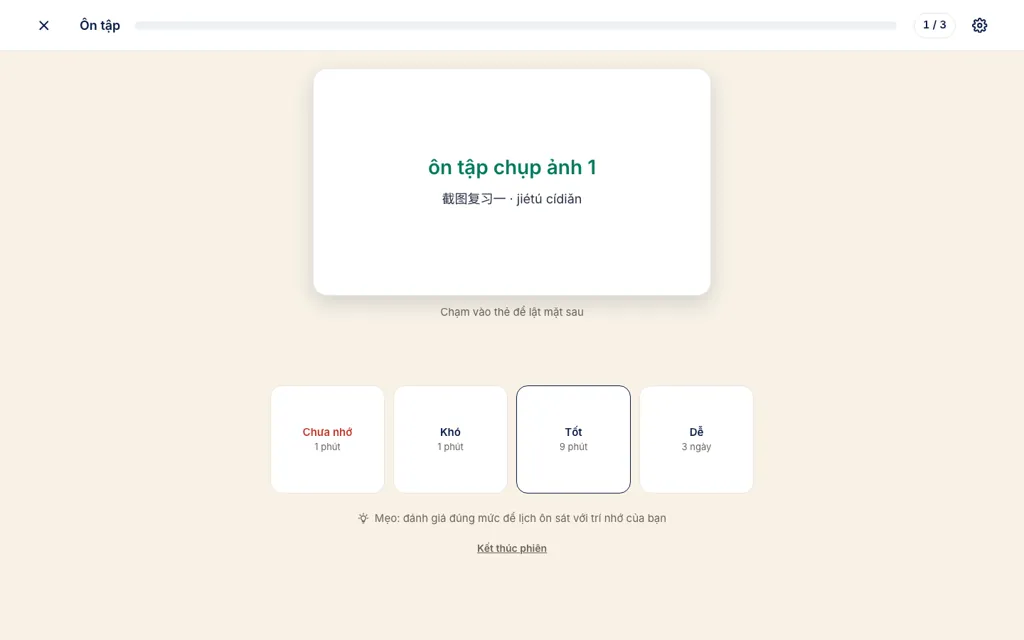 Ôn tập
1 / 3
ôn tập chụp ảnh 1
截图复习一 · jiétú cídiǎn
Chạm vào thẻ để lật mặt sau
Chưa nhớ
1 phút
Khó
1 phút
Tốt
9 phút
Dễ
3 ngày
Mẹo: đánh giá đúng mức để lịch ôn sát với trí nhớ của bạn
Kết thúc phiên